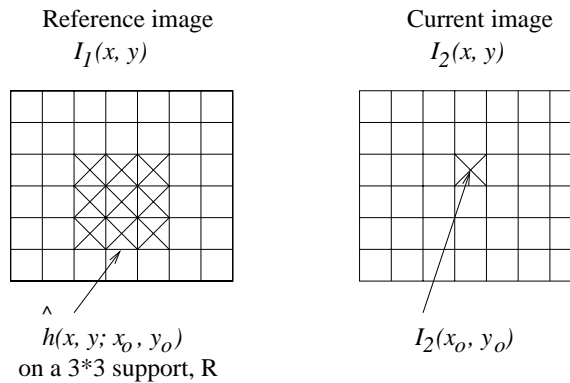 Reference image
I1(x, y)
Current image
I2(x, y)
ĥ(x, y; xo, yo)
on a 3*3 support, R
I2(xo, yo)